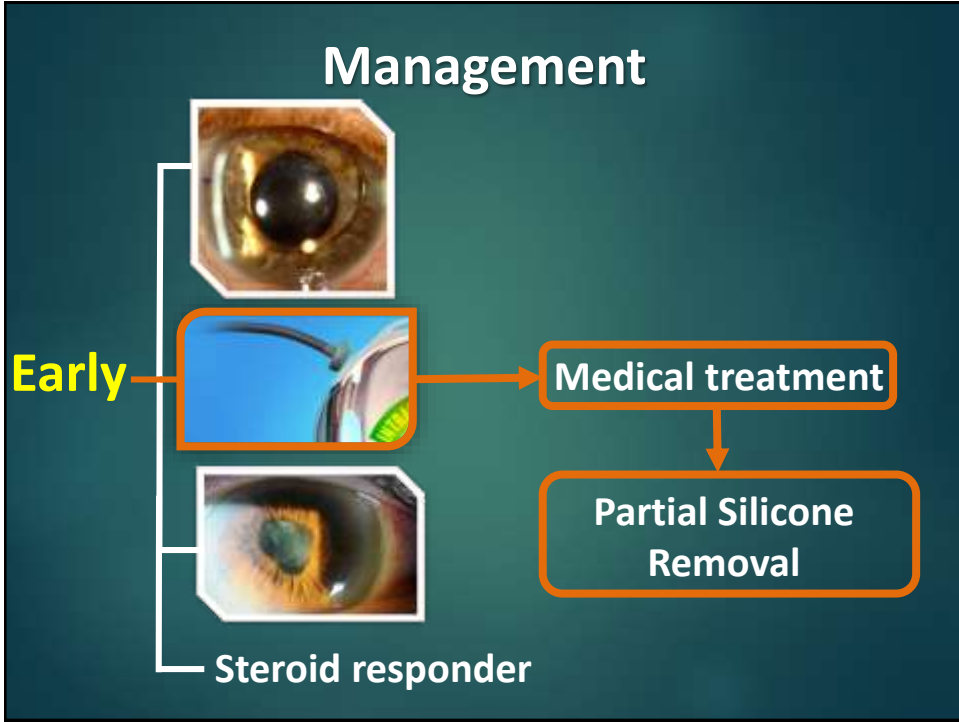 Management
Early
Medical treatment
Partial Silicone
Removal
Steroid responder